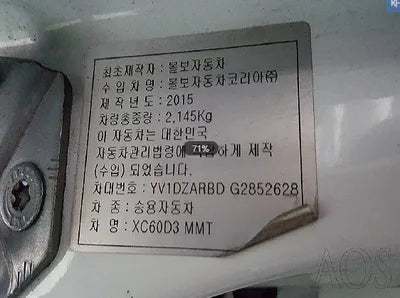 최초제작자 : 볼보자동차
수 입 차 명 : 볼보자동차코리아㈜
제 작 년 도 : 2015
차량총중량 : 2,145Kg
이 자동차는 대한민국
자동차관리법령에 하게 제작
(수입) 되었습니다.
차대번호 : YV1DZARBD G2852628
차 종 : 승용자동차
차 명 : XC60D3 MMT
71%
AOS